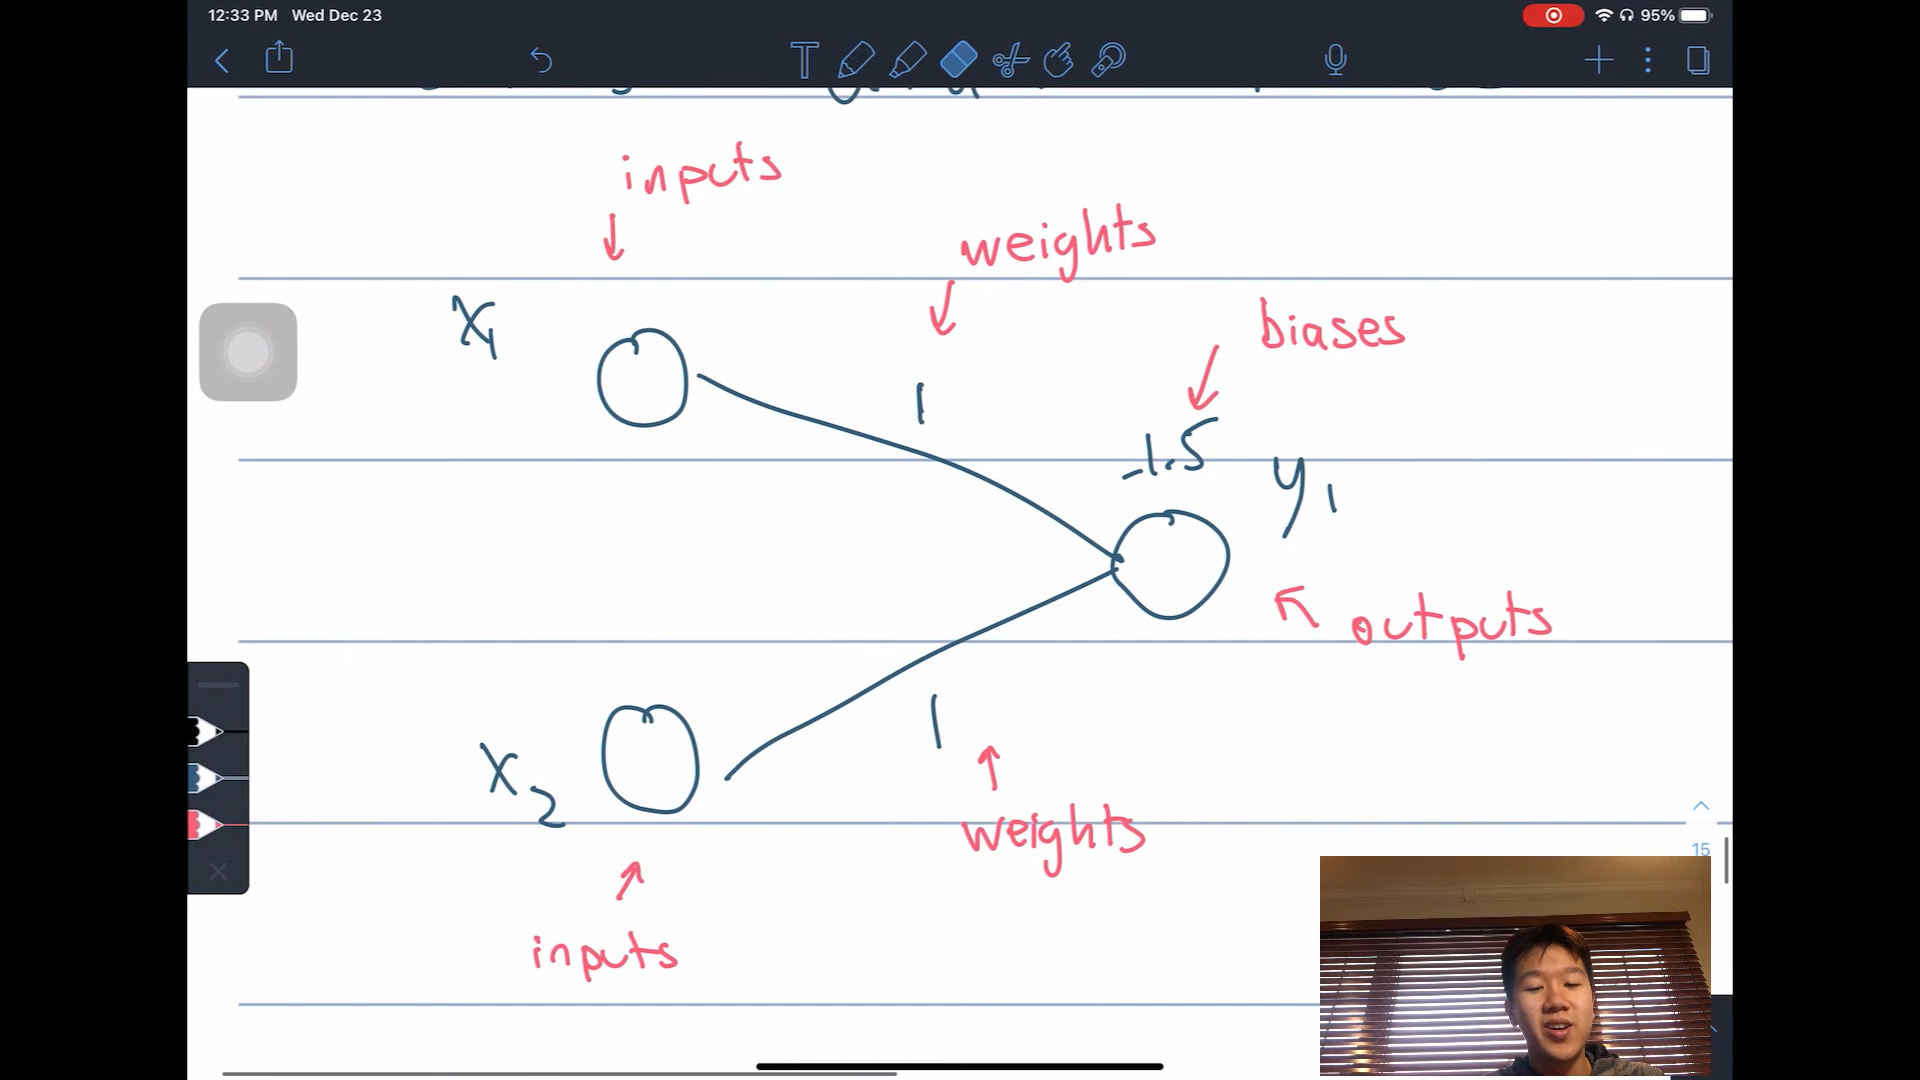 12:33 PM Wed Dec 23
95%
T
inputs
weights
x1
biases
1
-1.5
y1
outputs
1
x2
weights
15
inputs